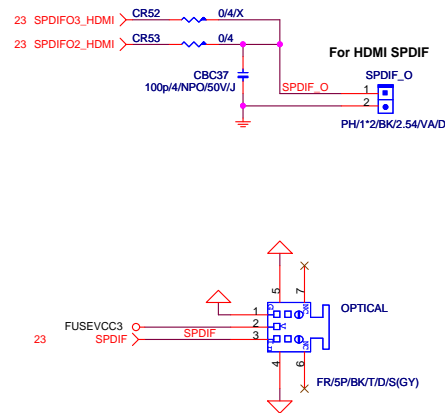 23 SPDIFO3_HDMI CR52 0/4/X
23 SPDIFO2_HDMI CR53 0/4
For HDMI SPDIF
CBC37
100p/4/NPO/50V/J
SPDIF_O
SPDIF_O
1
2
PH/1*2/BK/2.54/VA/D
5
7
1
OPTICAL
FUSEVCC3 2
23 SPDIF SPDIF 3
4
6
FR/5P/BK/T/D/S(GY)